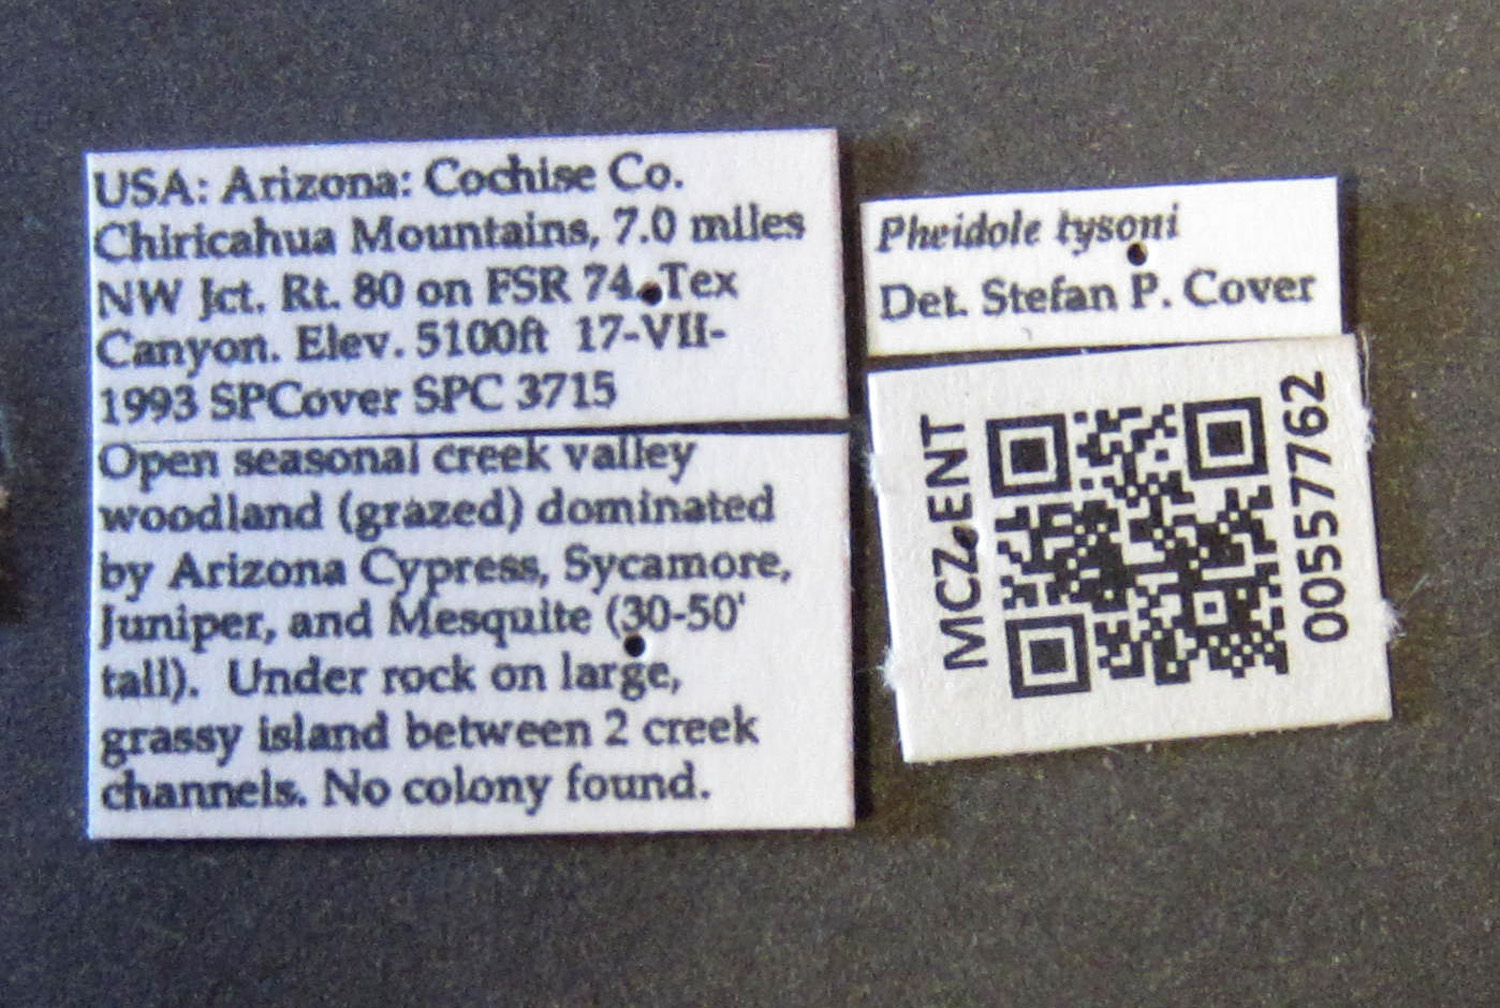 USA: Arizona: Cochise Co.
Chiricahua Mountains, 7.0 miles
NW Jct. Rt. 80 on FSR 74. Tex
Canyon. Elev. 5100ft 17-VII-
1993 SPCover SPC 3715
Open seasonal creek valley
woodland (grazed) dominated
by Arizona Cypress, Sycamore,
Juniper, and Mesquite (30-50'
tall). Under rock on large,
grassy island between 2 creek
channels. No colony found.
Pheidole tysoni
Det. Stefan P. Cover
MCZ-ENT
00557762